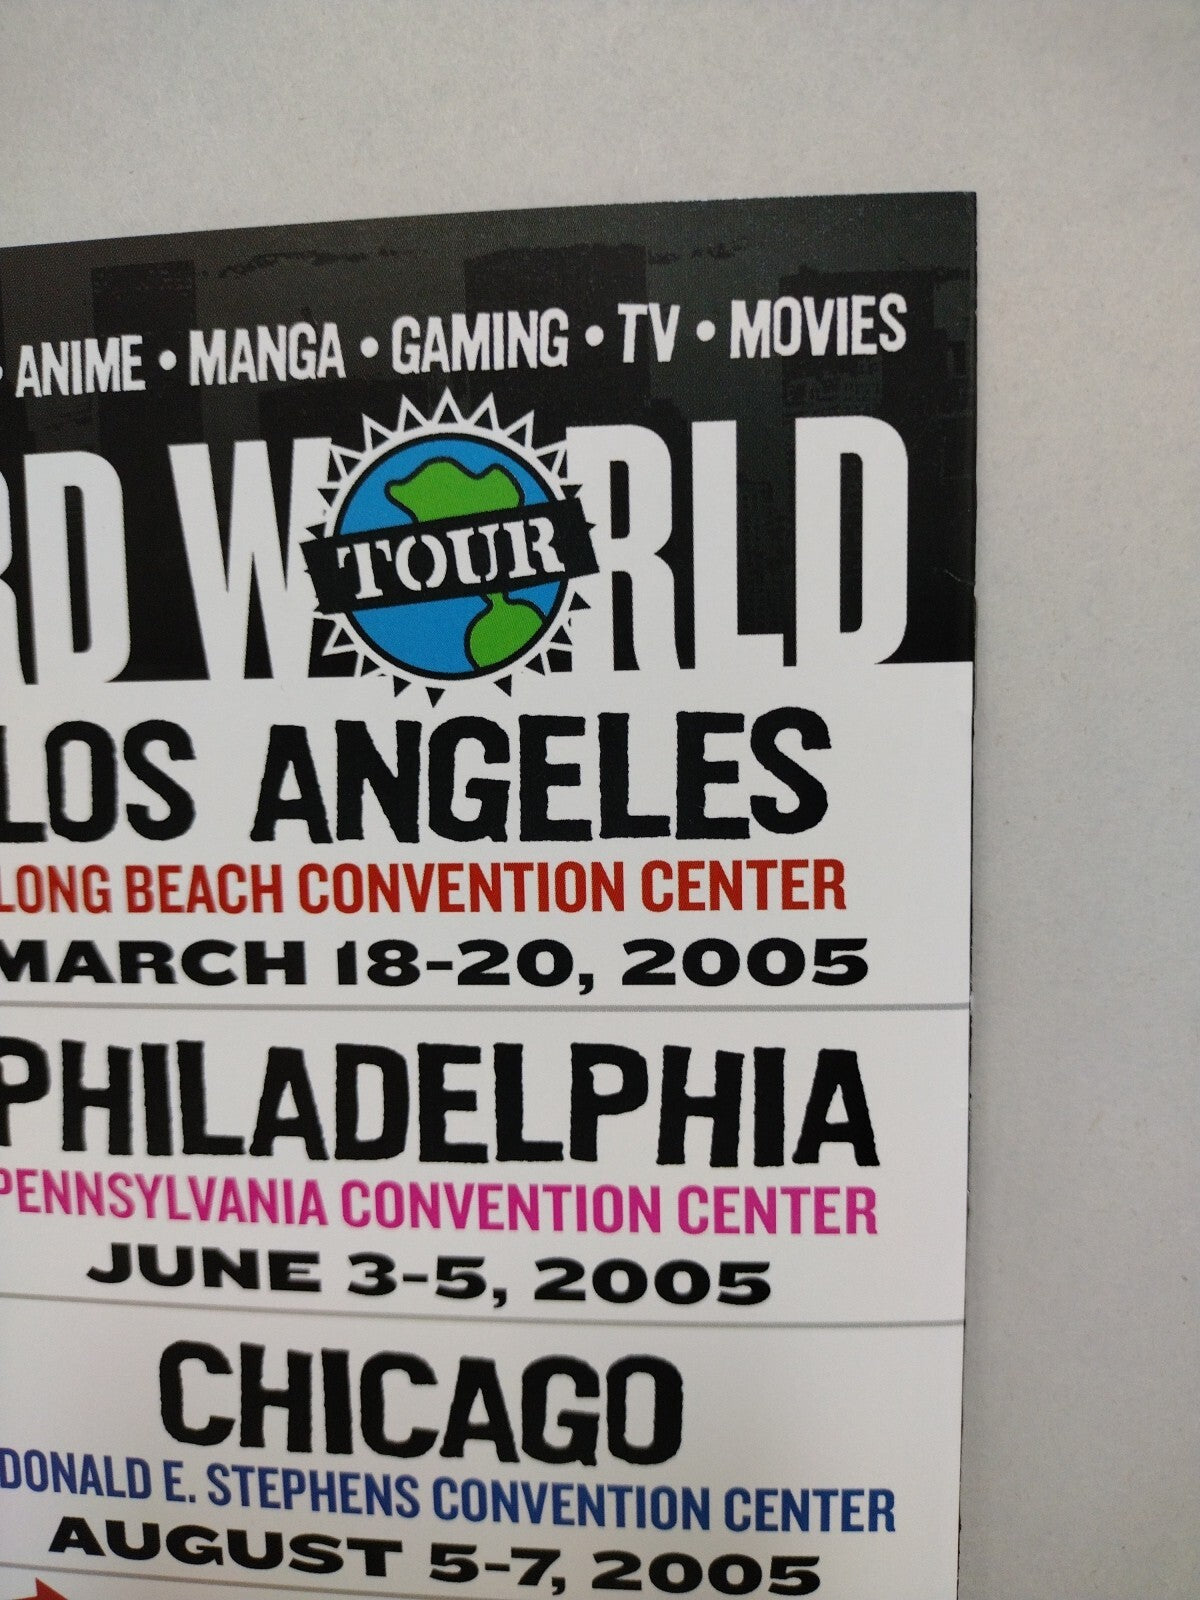 • ANIME • MANGA • GAMING • TV • MOVIES
RD WORLD
TOUR
LOS ANGELES
LONG BEACH CONVENTION CENTER
MARCH 18-20, 2005
PHILADELPHIA
PENNSYLVANIA CONVENTION CENTER
JUNE 3-5, 2005
CHICAGO
DONALD E. STEPHENS CONVENTION CENTER
AUGUST 5-7, 2005